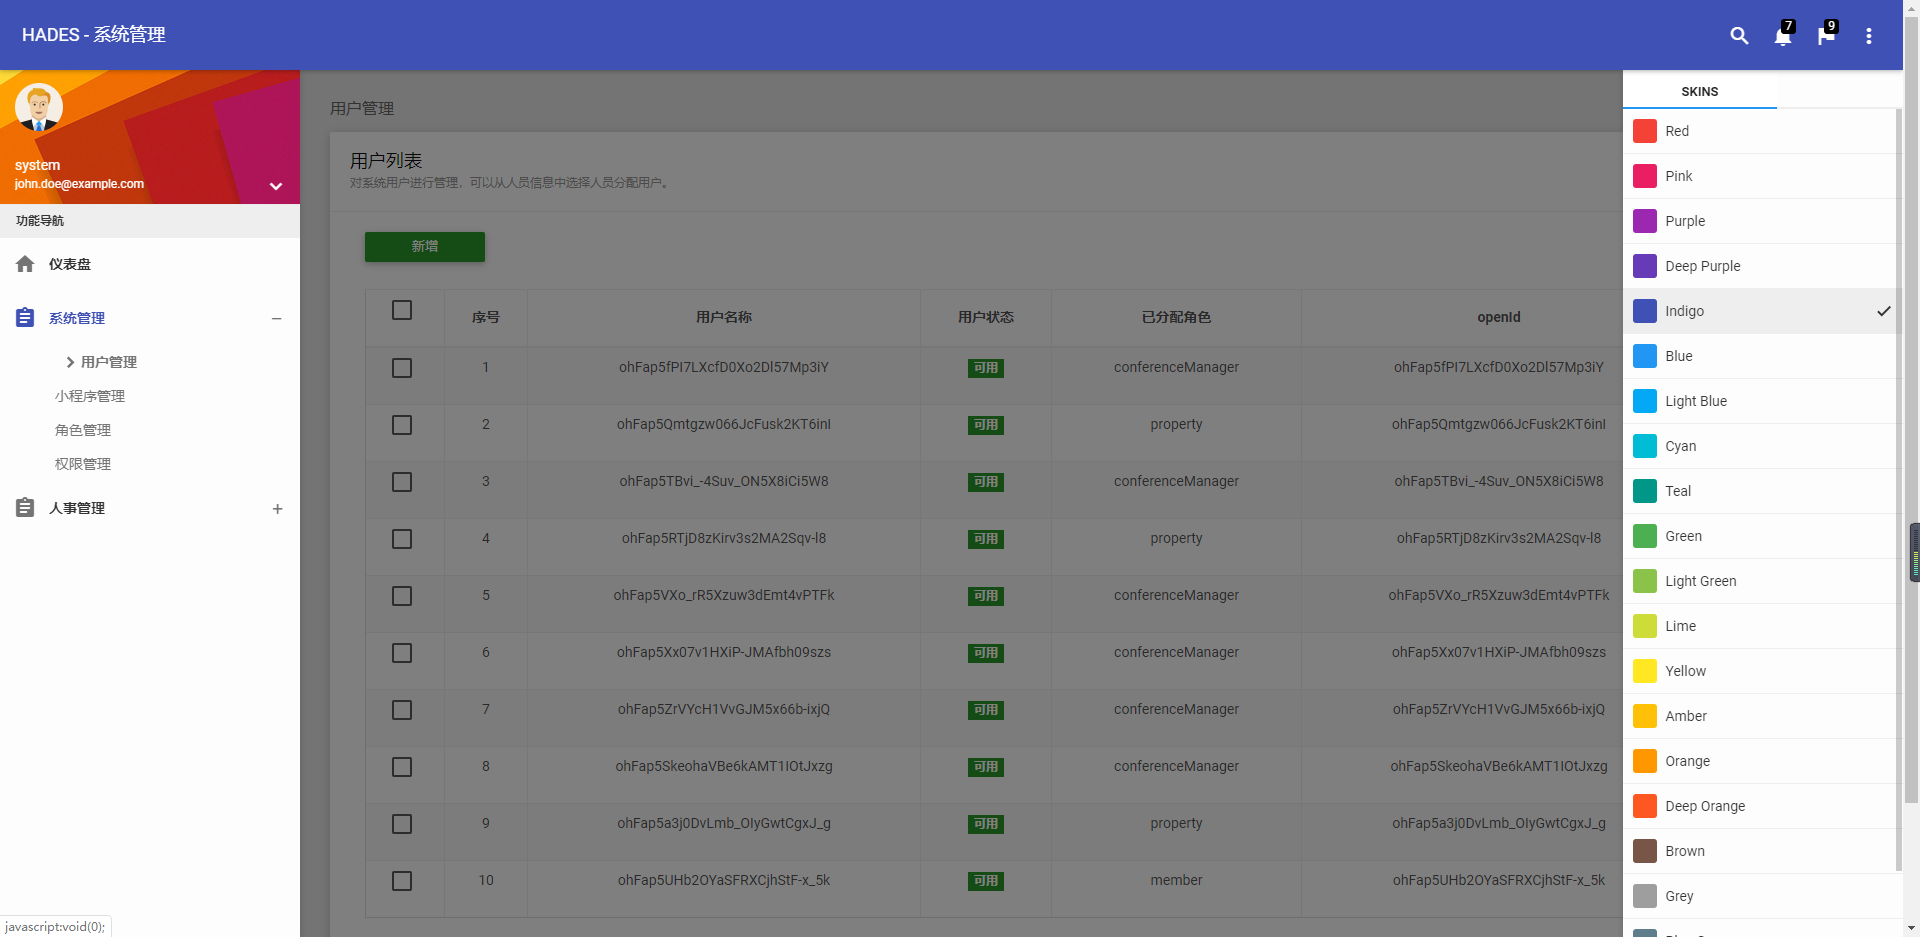 HADES - 系统管理
7
9
system
john.doe@example.com
功能导航
仪表盘
系统管理
用户管理
小程序管理
角色管理
权限管理
人事管理
用户管理
用户列表
对系统用户进行管理，可以从人员信息中选择人员分配用户。
新增
序号 用户名称 用户状态 已分配角色 openId
1 ohFap5fPI7LXcfD0Xo2Dl57Mp3iY 可用 conferenceManager ohFap5fPI7LXcfD0Xo2Dl57Mp3iY
2 ohFap5Qmtgzw066JcFusk2KT6inI 可用 property ohFap5Qmtgzw066JcFusk2KT6inI
3 ohFap5TBvi_-4Suv_ON5X8iCi5W8 可用 conferenceManager ohFap5TBvi_-4Suv_ON5X8iCi5W8
4 ohFap5RTjD8zKirv3s2MA2Sqv-l8 可用 property ohFap5RTjD8zKirv3s2MA2Sqv-l8
5 ohFap5VXo_rR5Xzuw3dEmt4vPTFk 可用 conferenceManager ohFap5VXo_rR5Xzuw3dEmt4vPTFk
6 ohFap5Xx07v1HXiP-JMAfbh09szs 可用 conferenceManager ohFap5Xx07v1HXiP-JMAfbh09szs
7 ohFap5ZrVYcH1VvGJM5x66b-ixjQ 可用 conferenceManager ohFap5ZrVYcH1VvGJM5x66b-ixjQ
8 ohFap5SkeohaVBe6kAMT1IOtJxzg 可用 conferenceManager ohFap5SkeohaVBe6kAMT1IOtJxzg
9 ohFap5a3j0DvLmb_OIyGwtCgxJ_g 可用 property ohFap5a3j0DvLmb_OIyGwtCgxJ_g
10 ohFap5UHb2OYaSFRXCjhStF-x_5k 可用 member ohFap5UHb2OYaSFRXCjhStF-x_5k
SKINS
Red
Pink
Purple
Deep Purple
Indigo
Blue
Light Blue
Cyan
Teal
Green
Light Green
Lime
Yellow
Amber
Orange
Deep Orange
Brown
Grey
javascript:void(0);